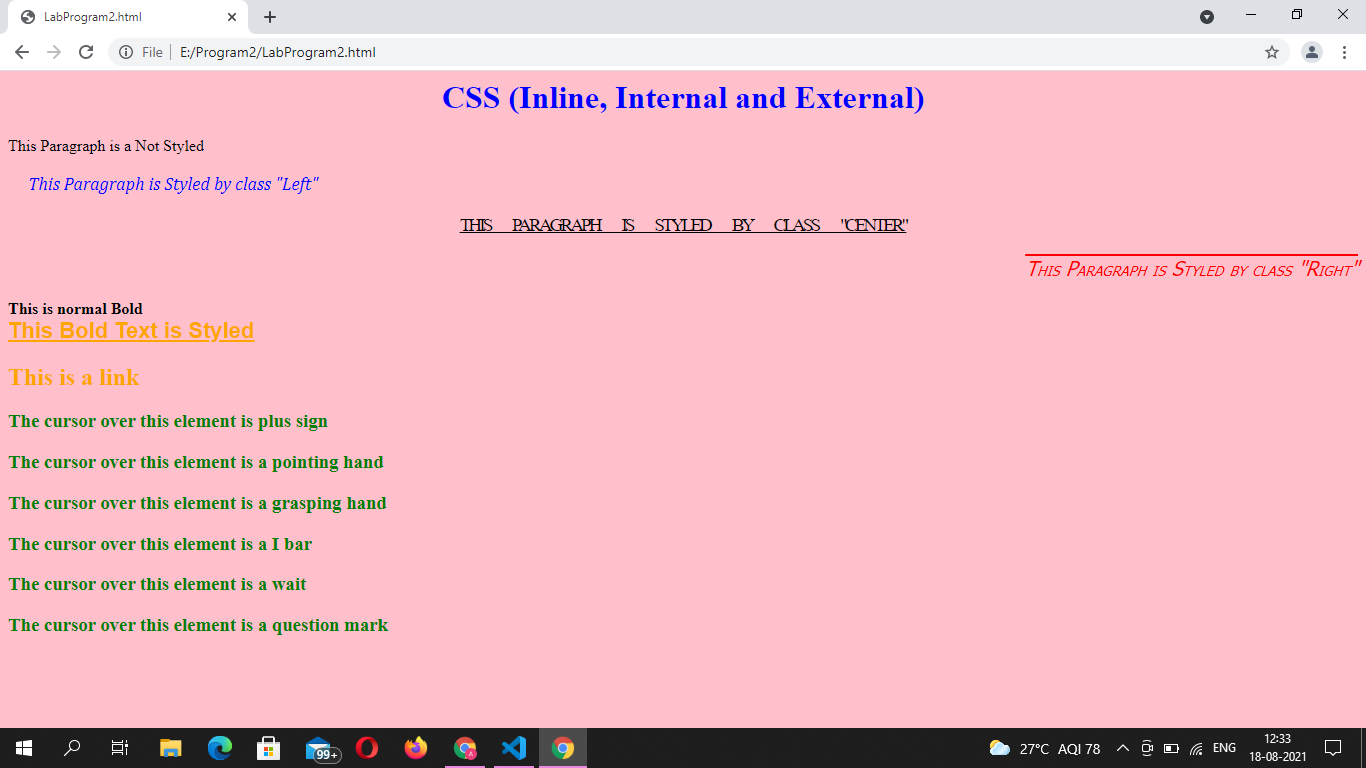 LabProgram2.html
File
E:/Program2/LabProgram2.html
CSS (Inline, Internal and External)
This Paragraph is a Not Styled
This Paragraph is Styled by class "Left"
THIS PARAGRAPH IS STYLED BY CLASS "CENTER"
This Paragraph is Styled by class "Right"
This is normal Bold
This Bold Text is Styled
This is a link
The cursor over this element is plus sign
The cursor over this element is a pointing hand
The cursor over this element is a grasping hand
The cursor over this element is a I bar
The cursor over this element is a wait
The cursor over this element is a question mark
99+
A
27°C AQI 78
ENG
12:33
18-08-2021